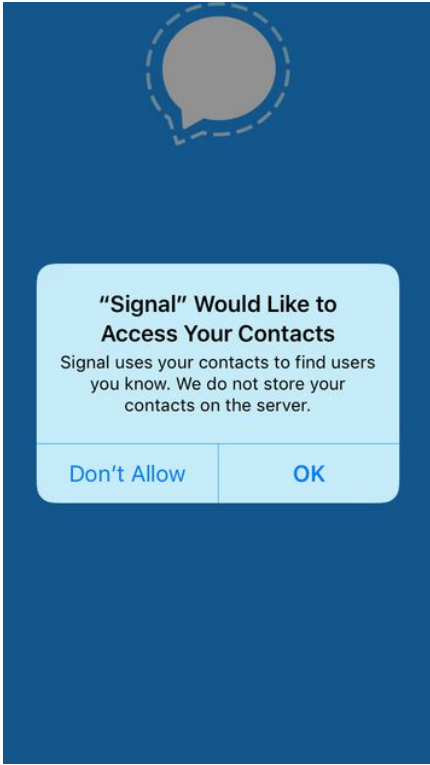 “Signal” Would Like to
Access Your Contacts
Signal uses your contacts to find users
you know. We do not store your
contacts on the server.
Don’t Allow
OK